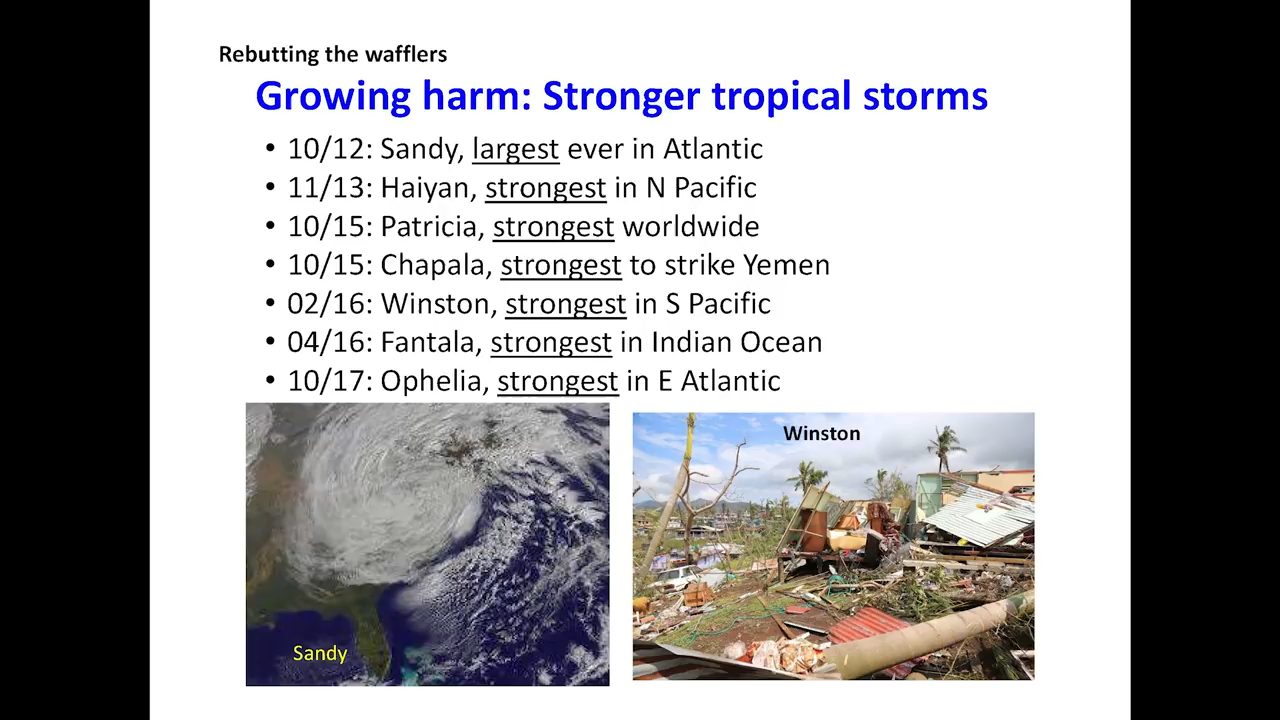 Rebutting the wafflers
Growing harm: Stronger tropical storms
• 10/12: Sandy, largest ever in Atlantic
• 11/13: Haiyan, strongest in N Pacific
• 10/15: Patricia, strongest worldwide
• 10/15: Chapala, strongest to strike Yemen
• 02/16: Winston, strongest in S Pacific
• 04/16: Fantala, strongest in Indian Ocean
• 10/17: Ophelia, strongest in E Atlantic
Winston
Sandy